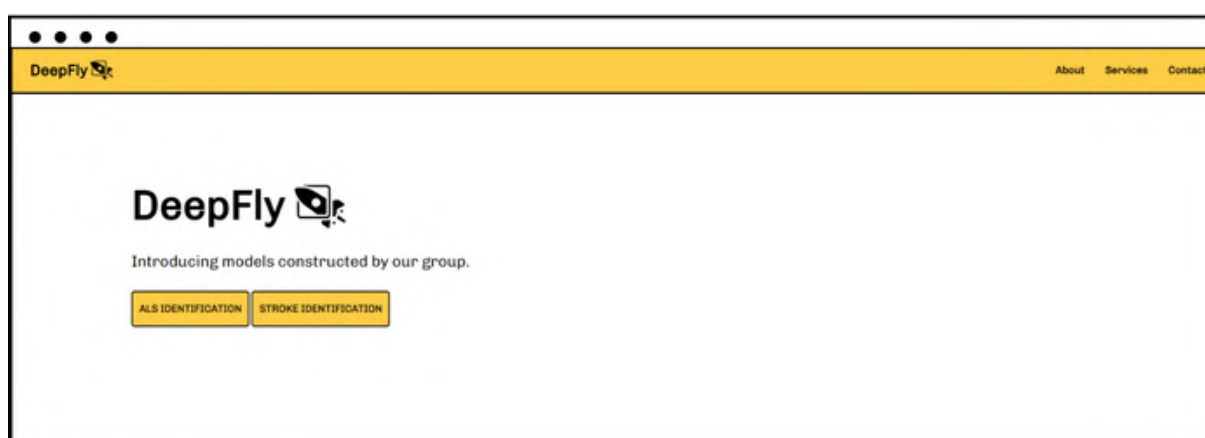 DeepFly
About Services Contact
DeepFly
Introducing models constructed by our group.
ALS IDENTIFICATION STROKE IDENTIFICATION